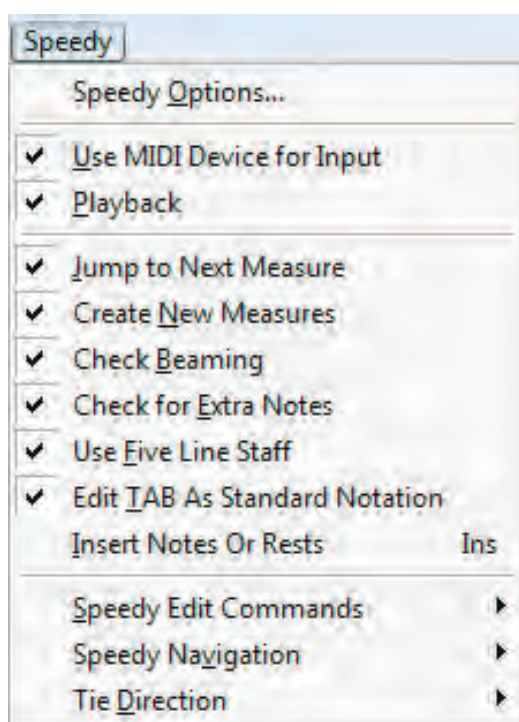 Speedy
Speedy Options...
Use MIDI Device for Input
Playback
Jump to Next Measure
Create New Measures
Check Beaming
Check for Extra Notes
Use Five Line Staff
Edit TAB As Standard Notation
Insert Notes Or Rests Ins
Speedy Edit Commands
Speedy Navigation
Tie Direction